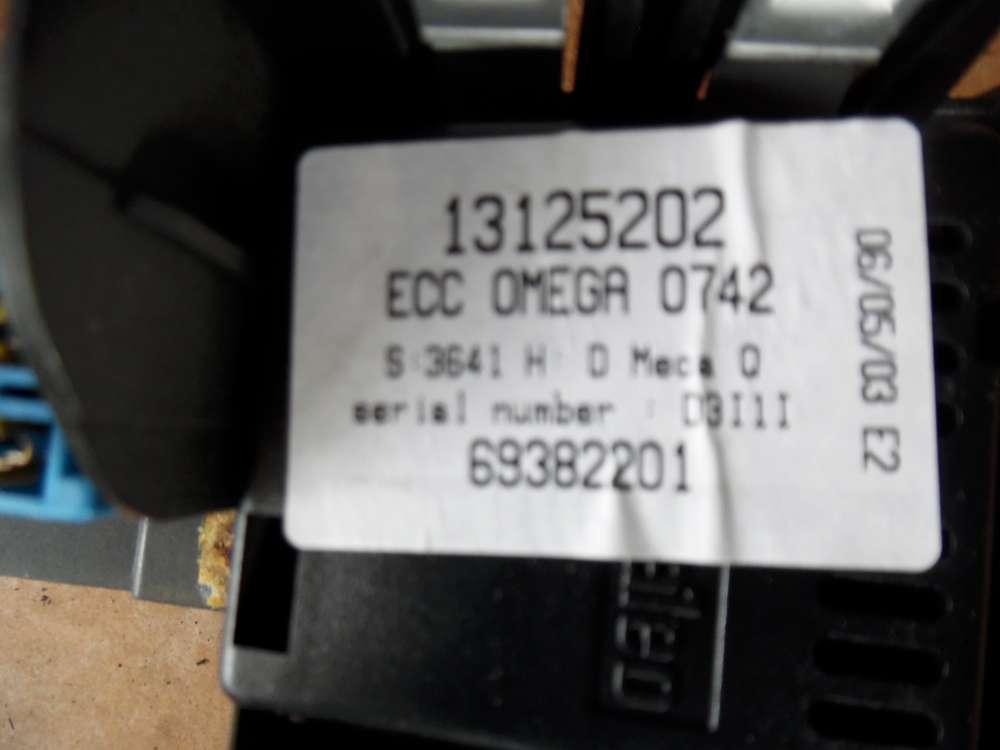 13125202
ECC OMEGA 0742
S:3641 H: D Meca Q
serial number : D3I1I
69382201
06/05/03 E2